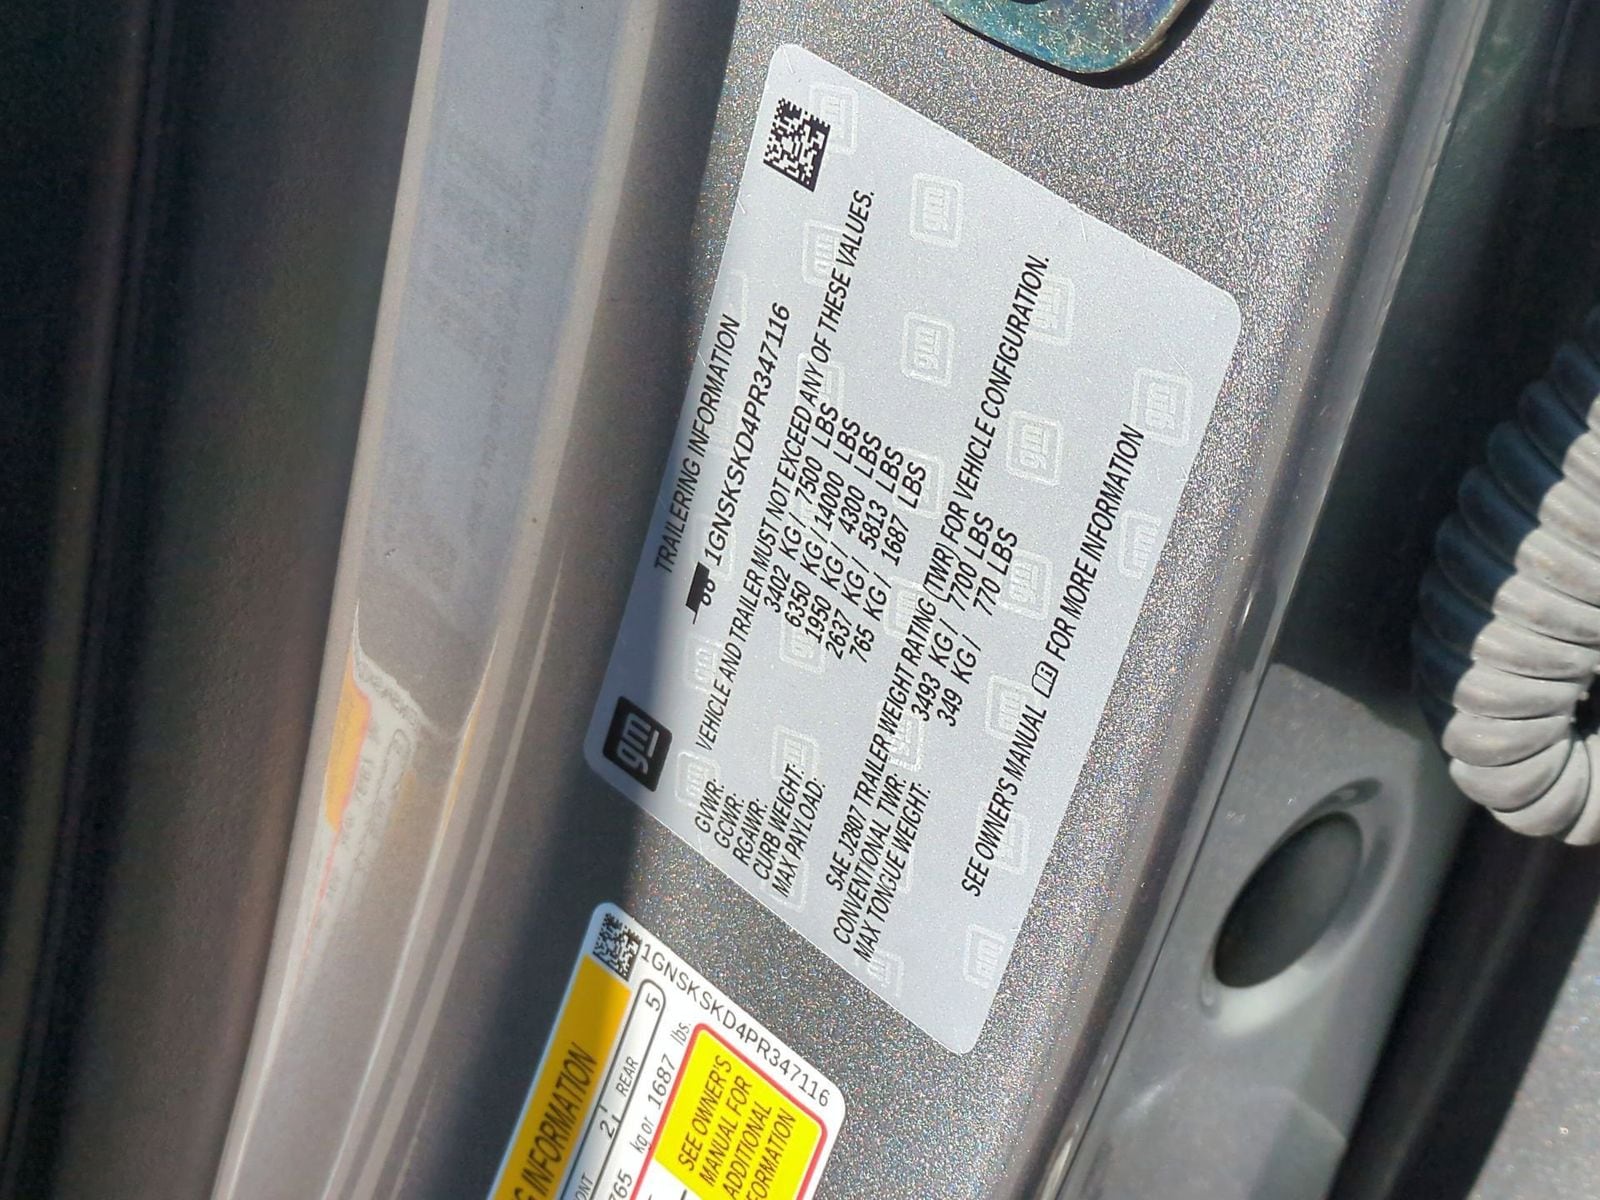 gm
TRAILERING INFORMATION
1GNSKSKD4PR347116
VEHICLE AND TRAILER MUST NOT EXCEED ANY OF THESE VALUES.
GVWR: 3402 KG / 7500 LBS
GCWR: 6350 KG / 14000 LBS
RGAWR: 1950 KG / 4300 LBS
CURB WEIGHT: 2637 KG / 5813 LBS
MAX PAYLOAD: 765 KG / 1687 LBS
SAE J2807 TRAILER WEIGHT RATING (TWR) FOR VEHICLE CONFIGURATION.
CONVENTIONAL TWR: 3493 KG / 7700 LBS
MAX TONGUE WEIGHT: 349 KG / 770 LBS
SEE OWNER'S MANUAL FOR MORE INFORMATION
INFORMATION
2 REAR 5
kg or 1687 lbs.
SEE OWNER'S
MANUAL FOR
ADDITIONAL
1GNSKSKD4PR347116